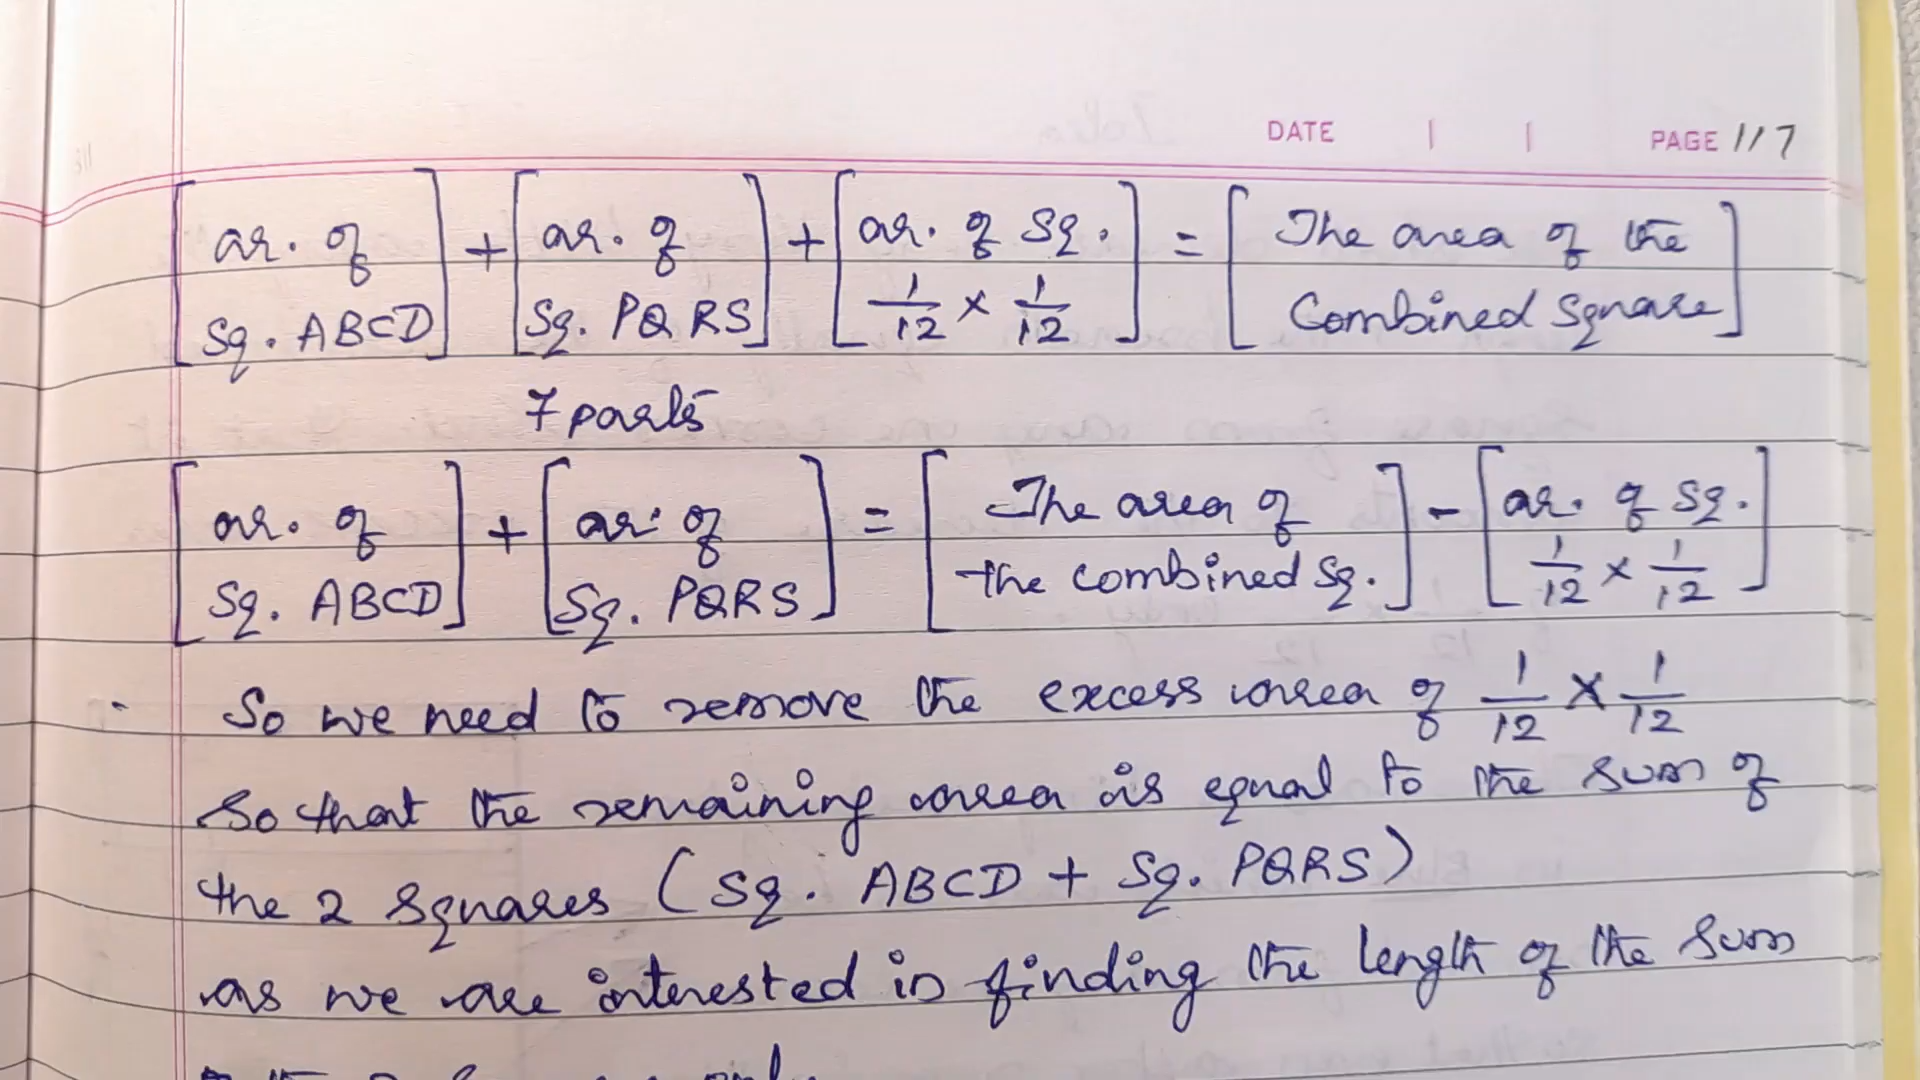 DATE | | PAGE 117
[ar. of Sq. ABCD] + [ar. of Sq. PQRS] + [ar. of Sq. 1/12 × 1/12] = [The area of the Combined Square]
7 parts
[ar. of Sq. ABCD] + [ar. of Sq. PQRS] = [The area of the combined Sq.] - [ar. of Sq. 1/12 × 1/12]
So we need to remove the excess area of 1/12 × 1/12
So that the remaining area is equal to the sum of
the 2 squares (Sq. ABCD + Sq. PQRS)
as we are interested in finding the length of the sum